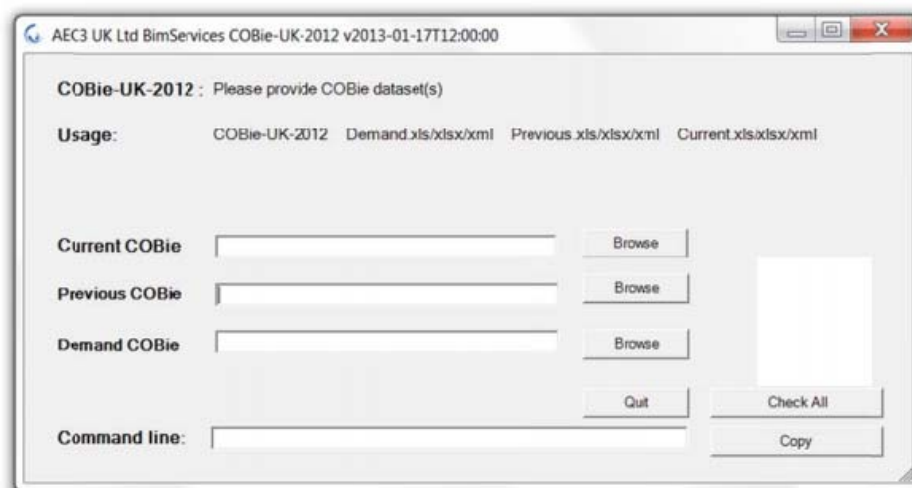 AEC3 UK Ltd BimServices COBie-UK-2012 v2013-01-17T12:00:00
COBie-UK-2012 : Please provide COBie dataset(s)
Usage: COBie-UK-2012 Demand.xls/xlsx/xml Previous.xls/xlsx/xml Current.xls/xlsx/xml
Current COBie Browse
Previous COBie Browse
Demand COBie Browse
Quit Check All
Command line: Copy